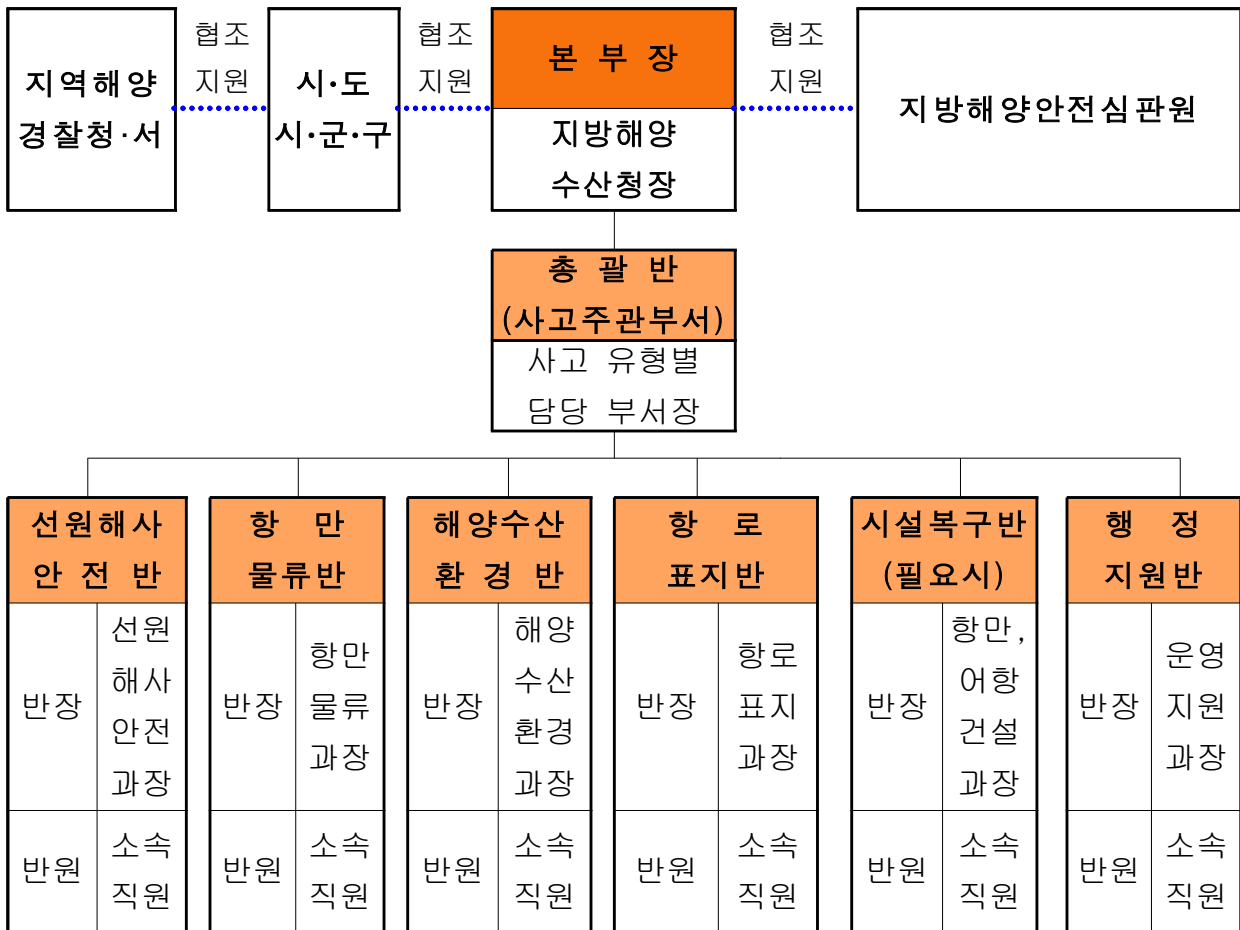 지역해양
경찰청·서
협조
지원
시·도
시·군·구
협조
지원
본 부 장
지방해양
수산청장
협조
지원
지방해양안전심판원
총 괄 반
(사고주관부서)
사고 유형별
담당 부서장
선원해사
안 전 반
반장
선원
해사
안전
과장
반원
소속
직원
항 만
물류반
반장
항만
물류
과장
반원
소속
직원
해양수산
환 경 반
반장
해양
수산
환경
과장
반원
소속
직원
항 로
표지반
반장
항로
표지
과장
반원
소속
직원
시설복구반
(필요시)
반장
항만,
어항
건설
과장
반원
소속
직원
행 정
지원반
반장
운영
지원
과장
반원
소속
직원